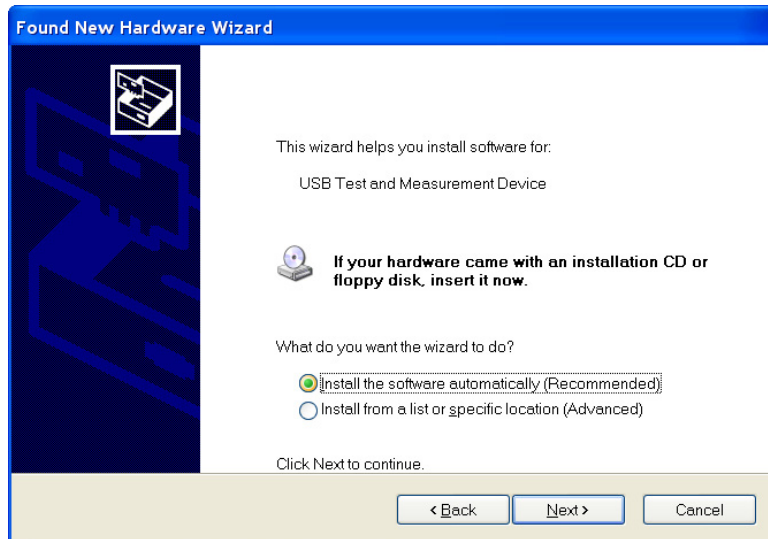 Found New Hardware Wizard
This wizard helps you install software for:
USB Test and Measurement Device
If your hardware came with an installation CD or
floppy disk, insert it now.
What do you want the wizard to do?
Install the software automatically (Recommended)
Install from a list or specific location (Advanced)
Click Next to continue.
< Back
Next >
Cancel